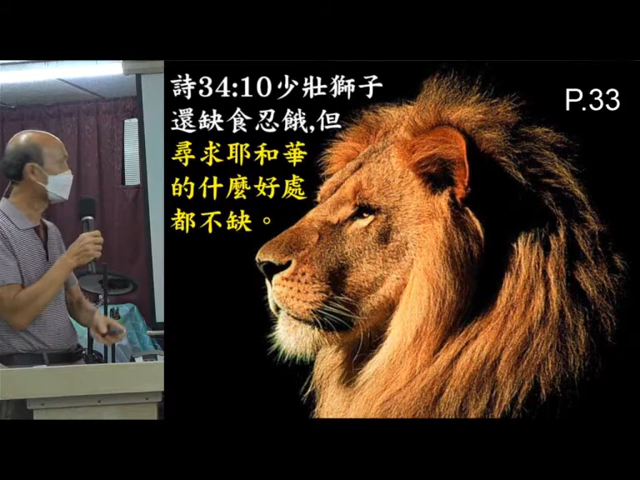 詩34:10少壯獅子
還缺食忍餓,但
尋求耶和華
的什麼好處
都不缺。
P.33